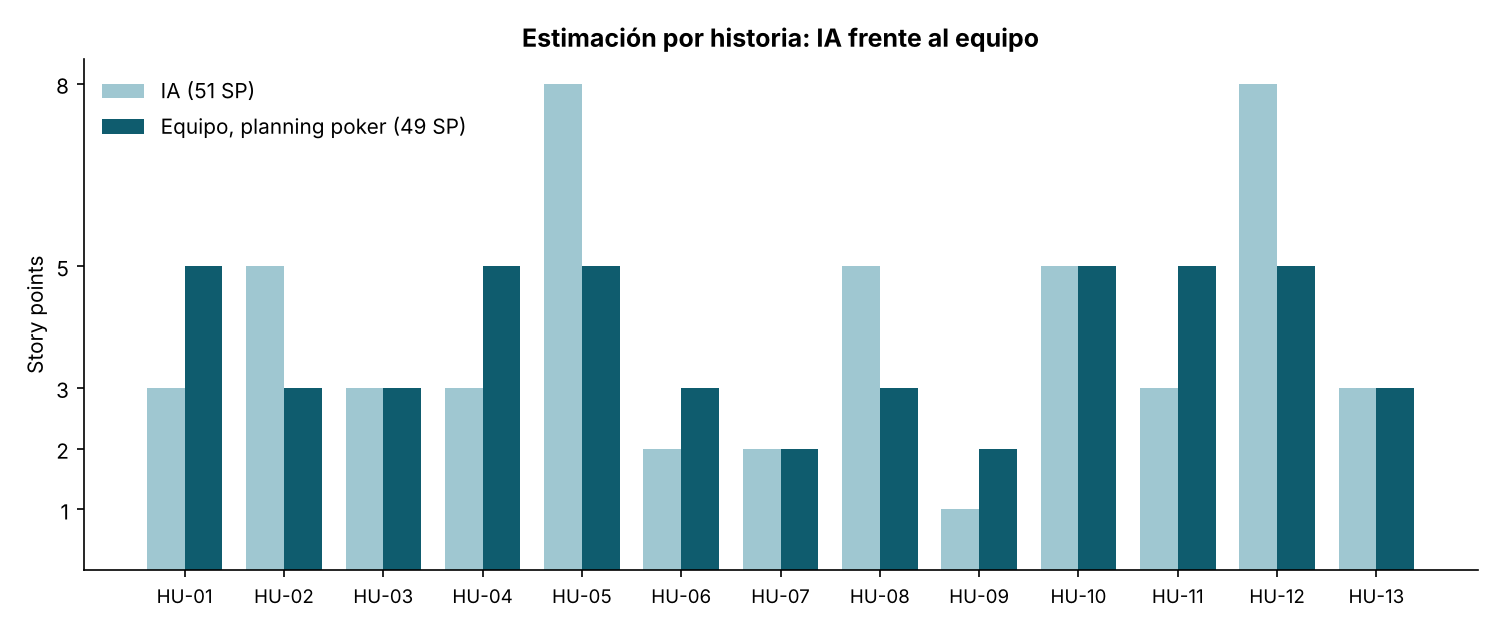 Estimación por historia: IA frente al equipo
IA (51 SP)
Equipo, planning poker (49 SP)
Story points
8
5
3
2
1
HU-01 HU-02 HU-03 HU-04 HU-05 HU-06 HU-07 HU-08 HU-09 HU-10 HU-11 HU-12 HU-13